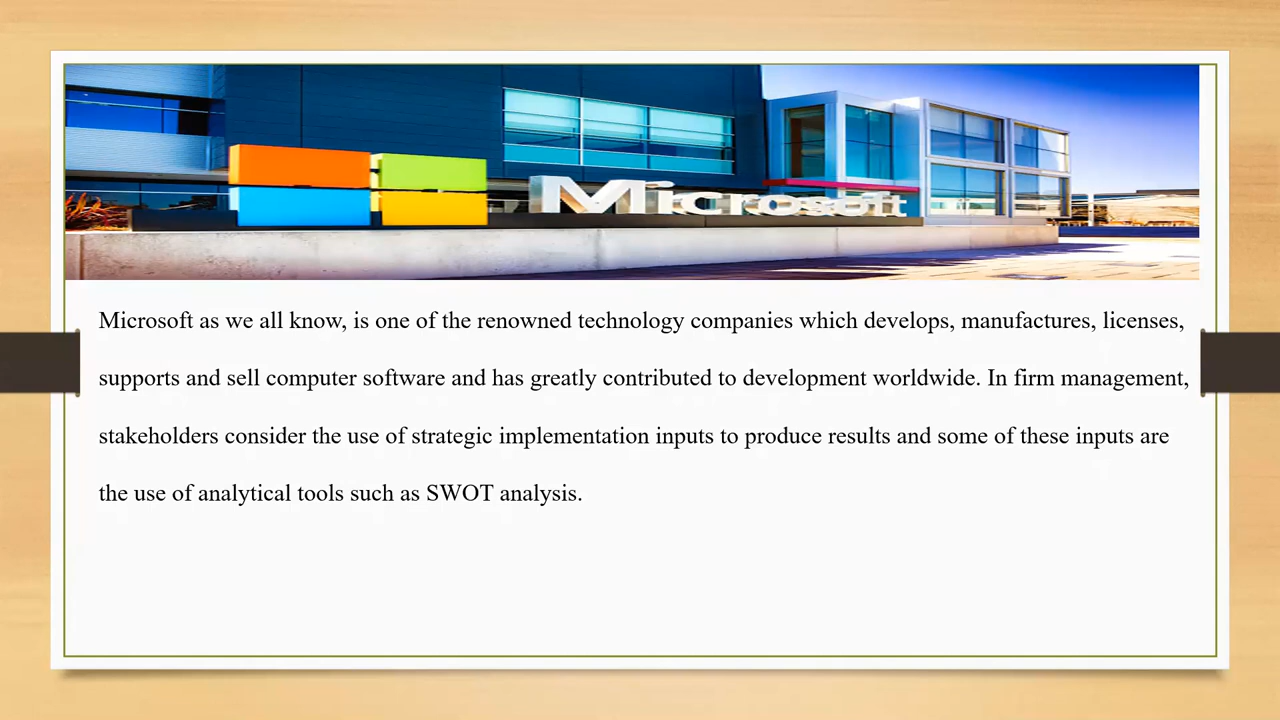 Microsoft
Microsoft as we all know, is one of the renowned technology companies which develops, manufactures, licenses,
supports and sell computer software and has greatly contributed to development worldwide. In firm management,
stakeholders consider the use of strategic implementation inputs to produce results and some of these inputs are
the use of analytical tools such as SWOT analysis.